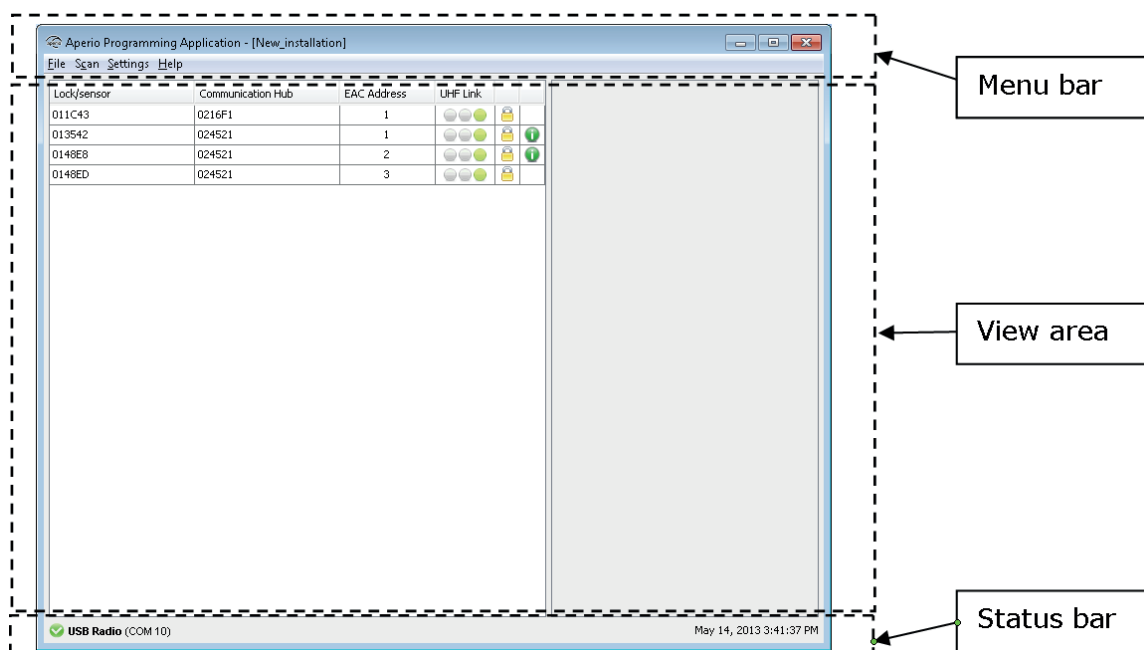 Aperio Programming Application - [New_installation]
File Scan Settings Help
Menu bar
Lock/sensor Communication Hub EAC Address UHF Link
011C43 0216F1 1
013542 024521 1
0148E8 024521 2
0148ED 024521 3
View area
Status bar
USB Radio (COM 10) May 14, 2013 3:41:37 PM